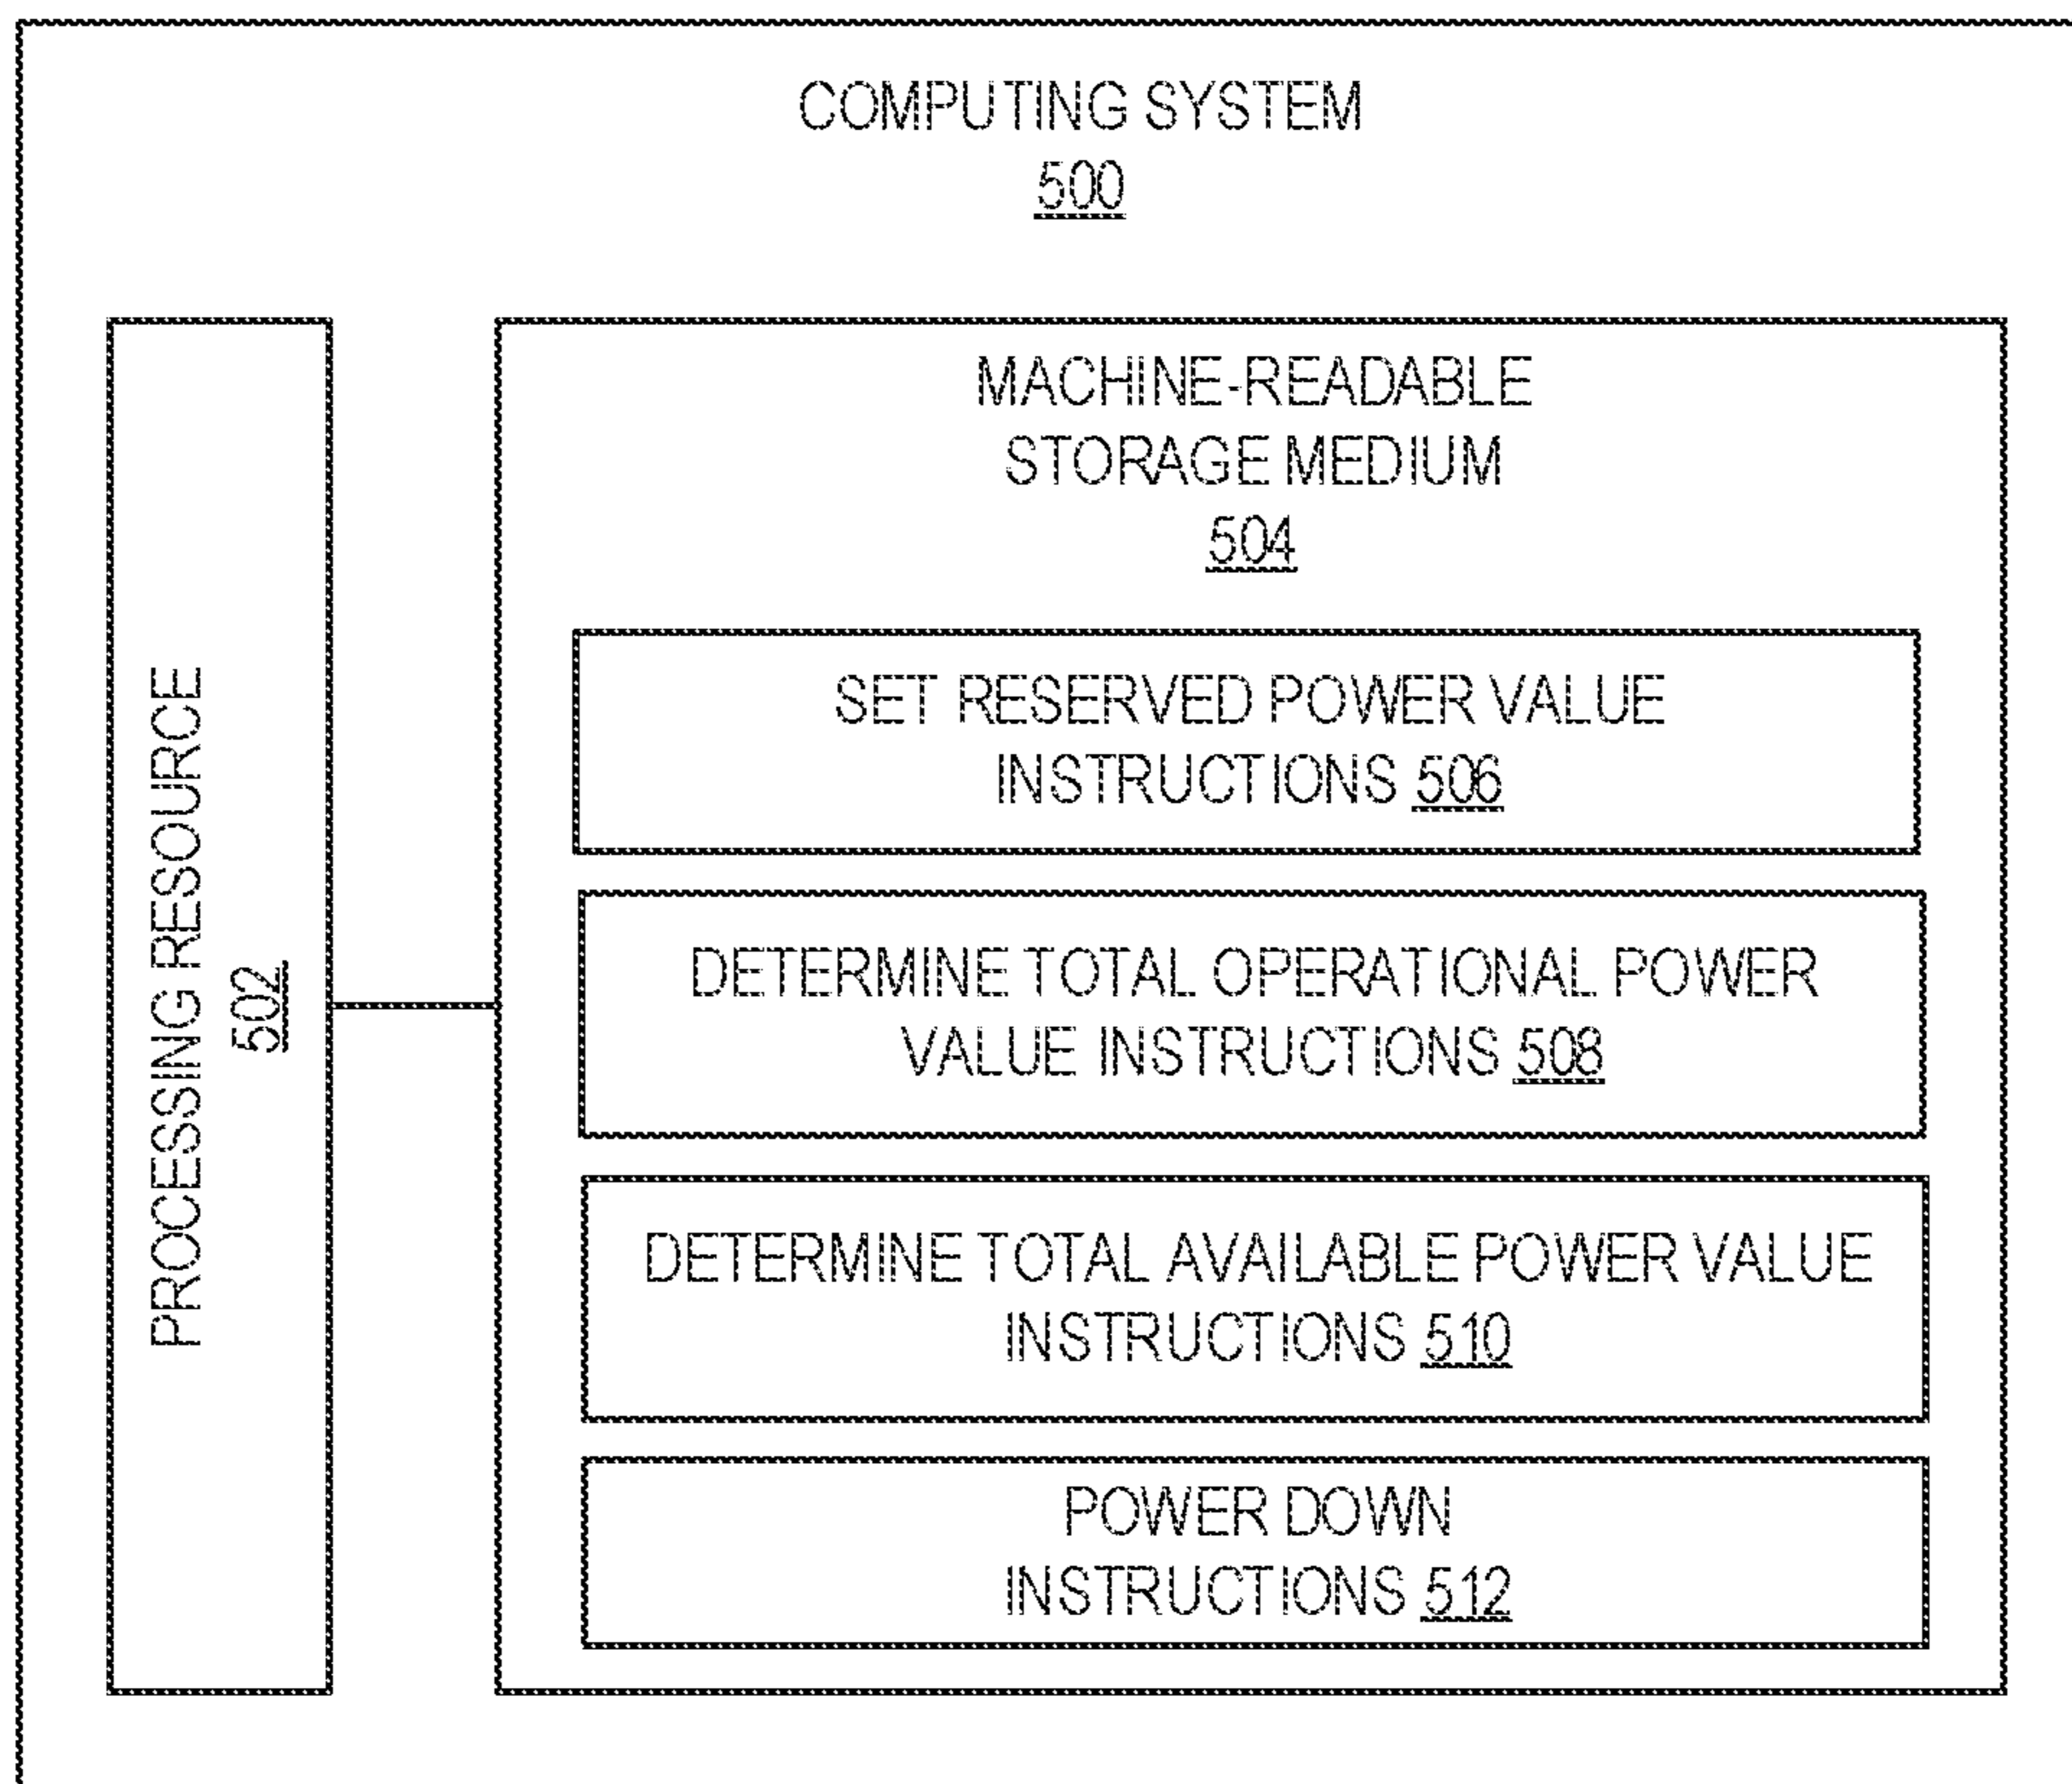 COMPUTING SYSTEM
500
PROCESSING RESOURCE
502
MACHINE-READABLE
STORAGE MEDIUM
504
SET RESERVED POWER VALUE
INSTRUCTIONS 506
DETERMINE TOTAL OPERATIONAL POWER
VALUE INSTRUCTIONS 508
DETERMINE TOTAL AVAILABLE POWER VALUE
INSTRUCTIONS 510
POWER DOWN
INSTRUCTIONS 512